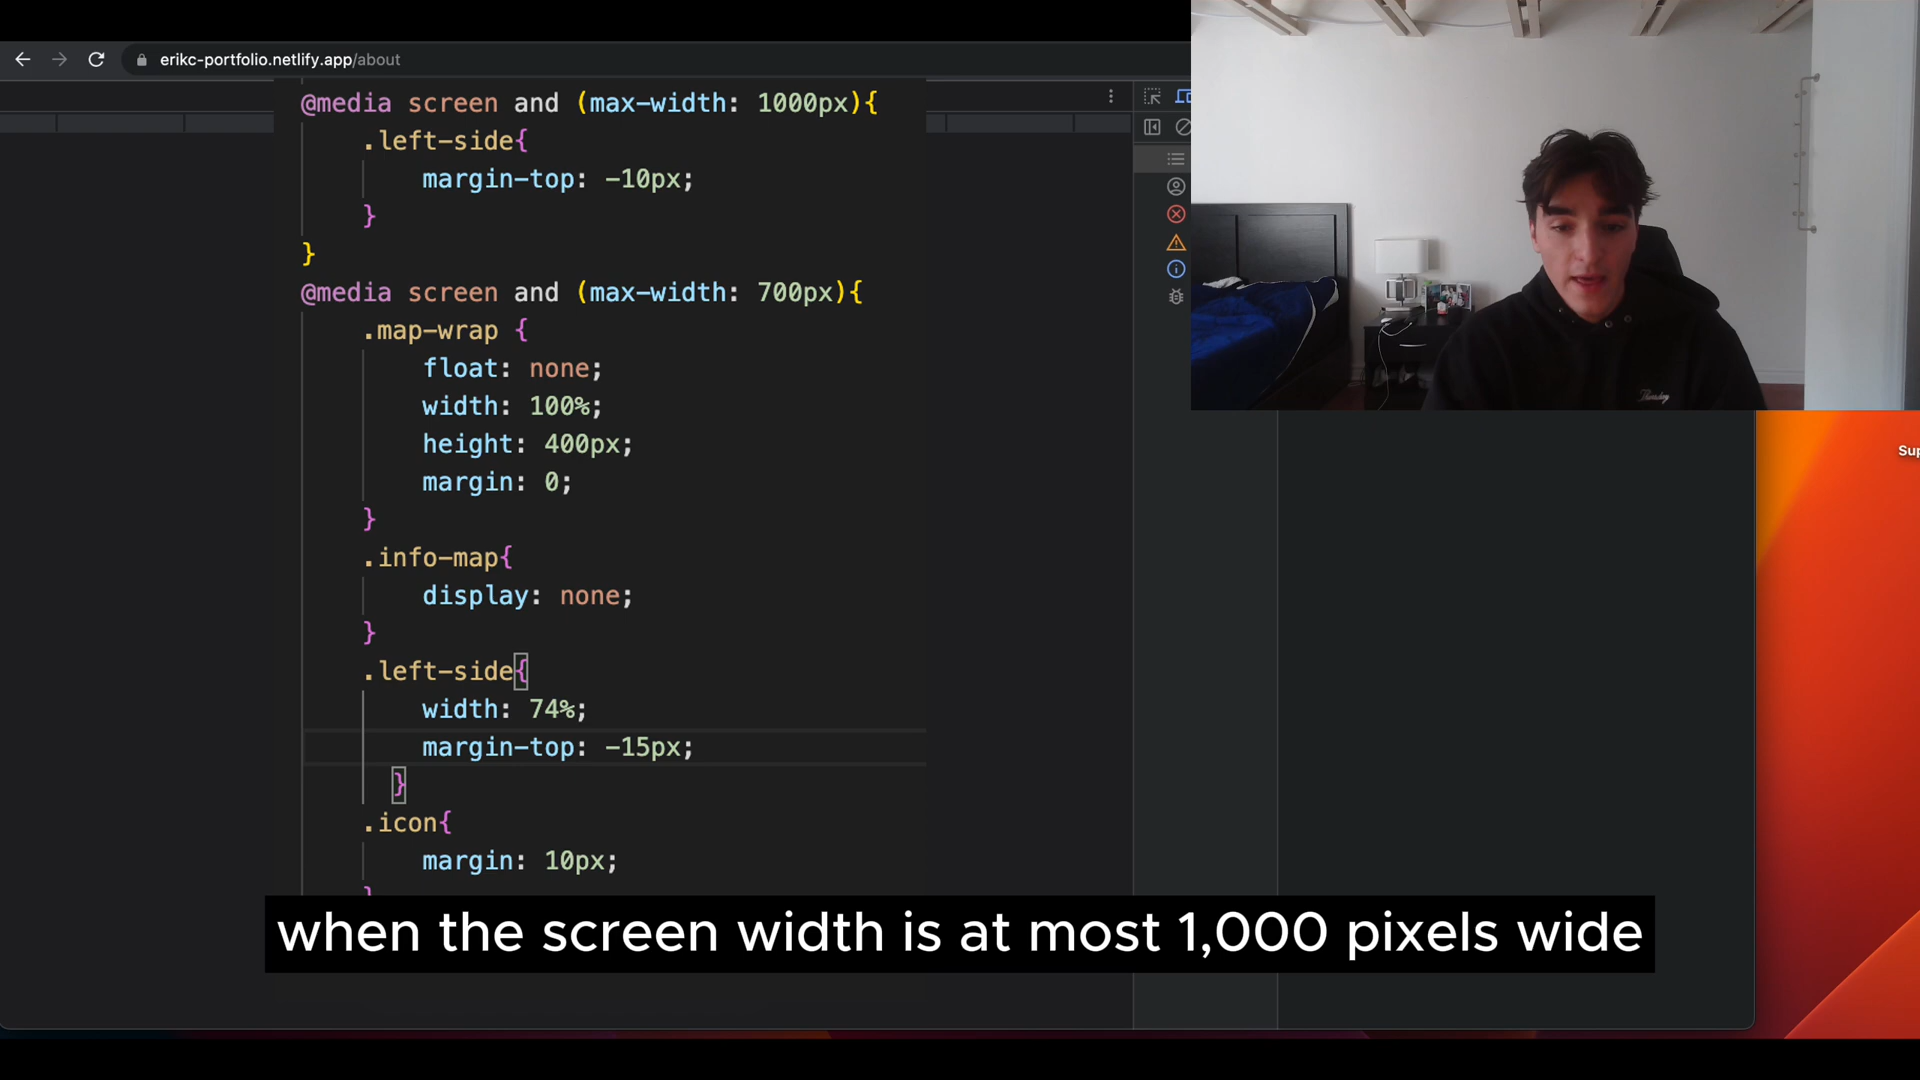 erikc-portfolio.netlify.app/about
@media screen and (max-width: 1000px){
.left-side{
margin-top: -10px;
}
}
@media screen and (max-width: 700px){
.map-wrap {
float: none;
width: 100%;
height: 400px;
margin: 0;
}
.info-map{
display: none;
}
.left-side{
width: 74%;
margin-top: -15px;
}
.icon{
margin: 10px;
}
Thursday
Sup
when the screen width is at most 1,000 pixels wide